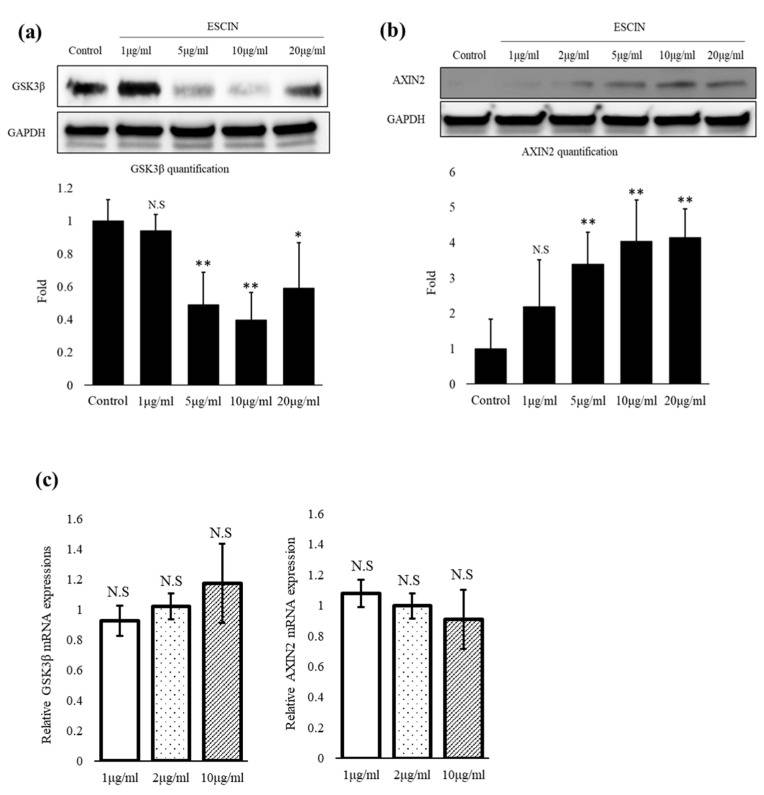 (a)
ESCIN
Control 1μg/ml 5μg/ml 10μg/ml 20μg/ml
GSK3β
GAPDH
GSK3β quantification
1.2
1
0.8
0.6
0.4
0.2
0
Fold
N.S
**
**
*
Control 1μg/ml 5μg/ml 10μg/ml 20μg/ml
(b)
ESCIN
Control 1μg/ml 2μg/ml 5μg/ml 10μg/ml 20μg/ml
AXIN2
GAPDH
AXIN2 quantification
6
5
4
3
2
1
0
Fold
N.S
**
**
**
Control 1μg/ml 5μg/ml 10μg/ml 20μg/ml
(c)
Relative GSK3β mRNA expressions
1.6
1.4
1.2
1
0.8
0.6
0.4
0.2
0
N.S
N.S
N.S
1μg/ml 2μg/ml 10μg/ml
Relative AXIN2 mRNA expression
1.6
1.4
1.2
1
0.8
0.6
0.4
0.2
0
N.S
N.S
N.S
1μg/ml 2μg/ml 10μg/ml